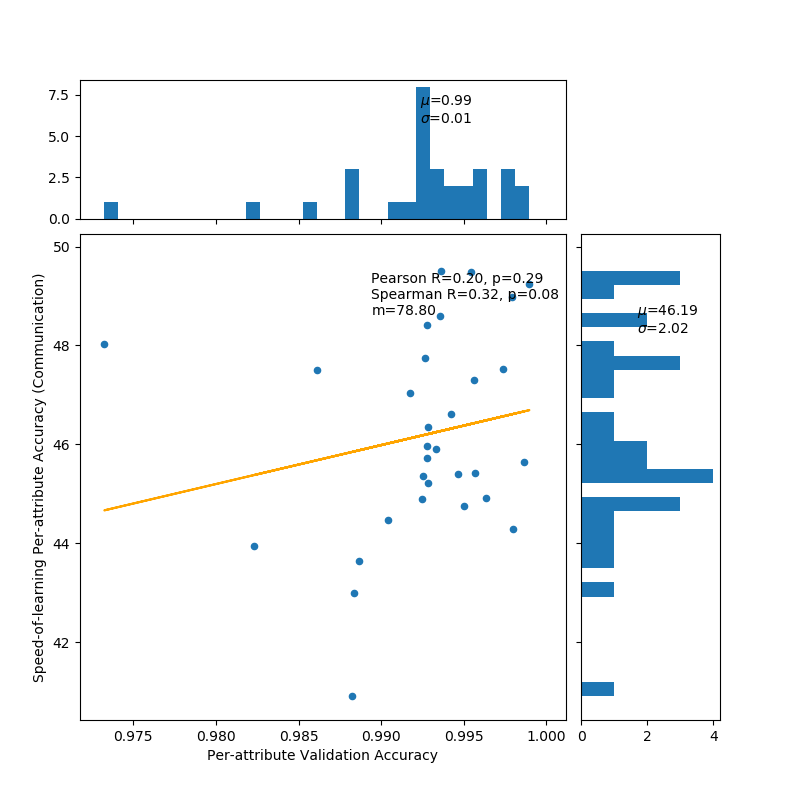 7.5
5.0
2.5
0.0
μ=0.99
σ=0.01
50
48
46
44
42
Speed-of-learning Per-attribute Accuracy (Communication)
Pearson R=0.20, p=0.29
Spearman R=0.32, p=0.08
m=78.80
μ=46.19
σ=2.02
0.975 0.980 0.985 0.990 0.995 1.000
0 2 4
Per-attribute Validation Accuracy